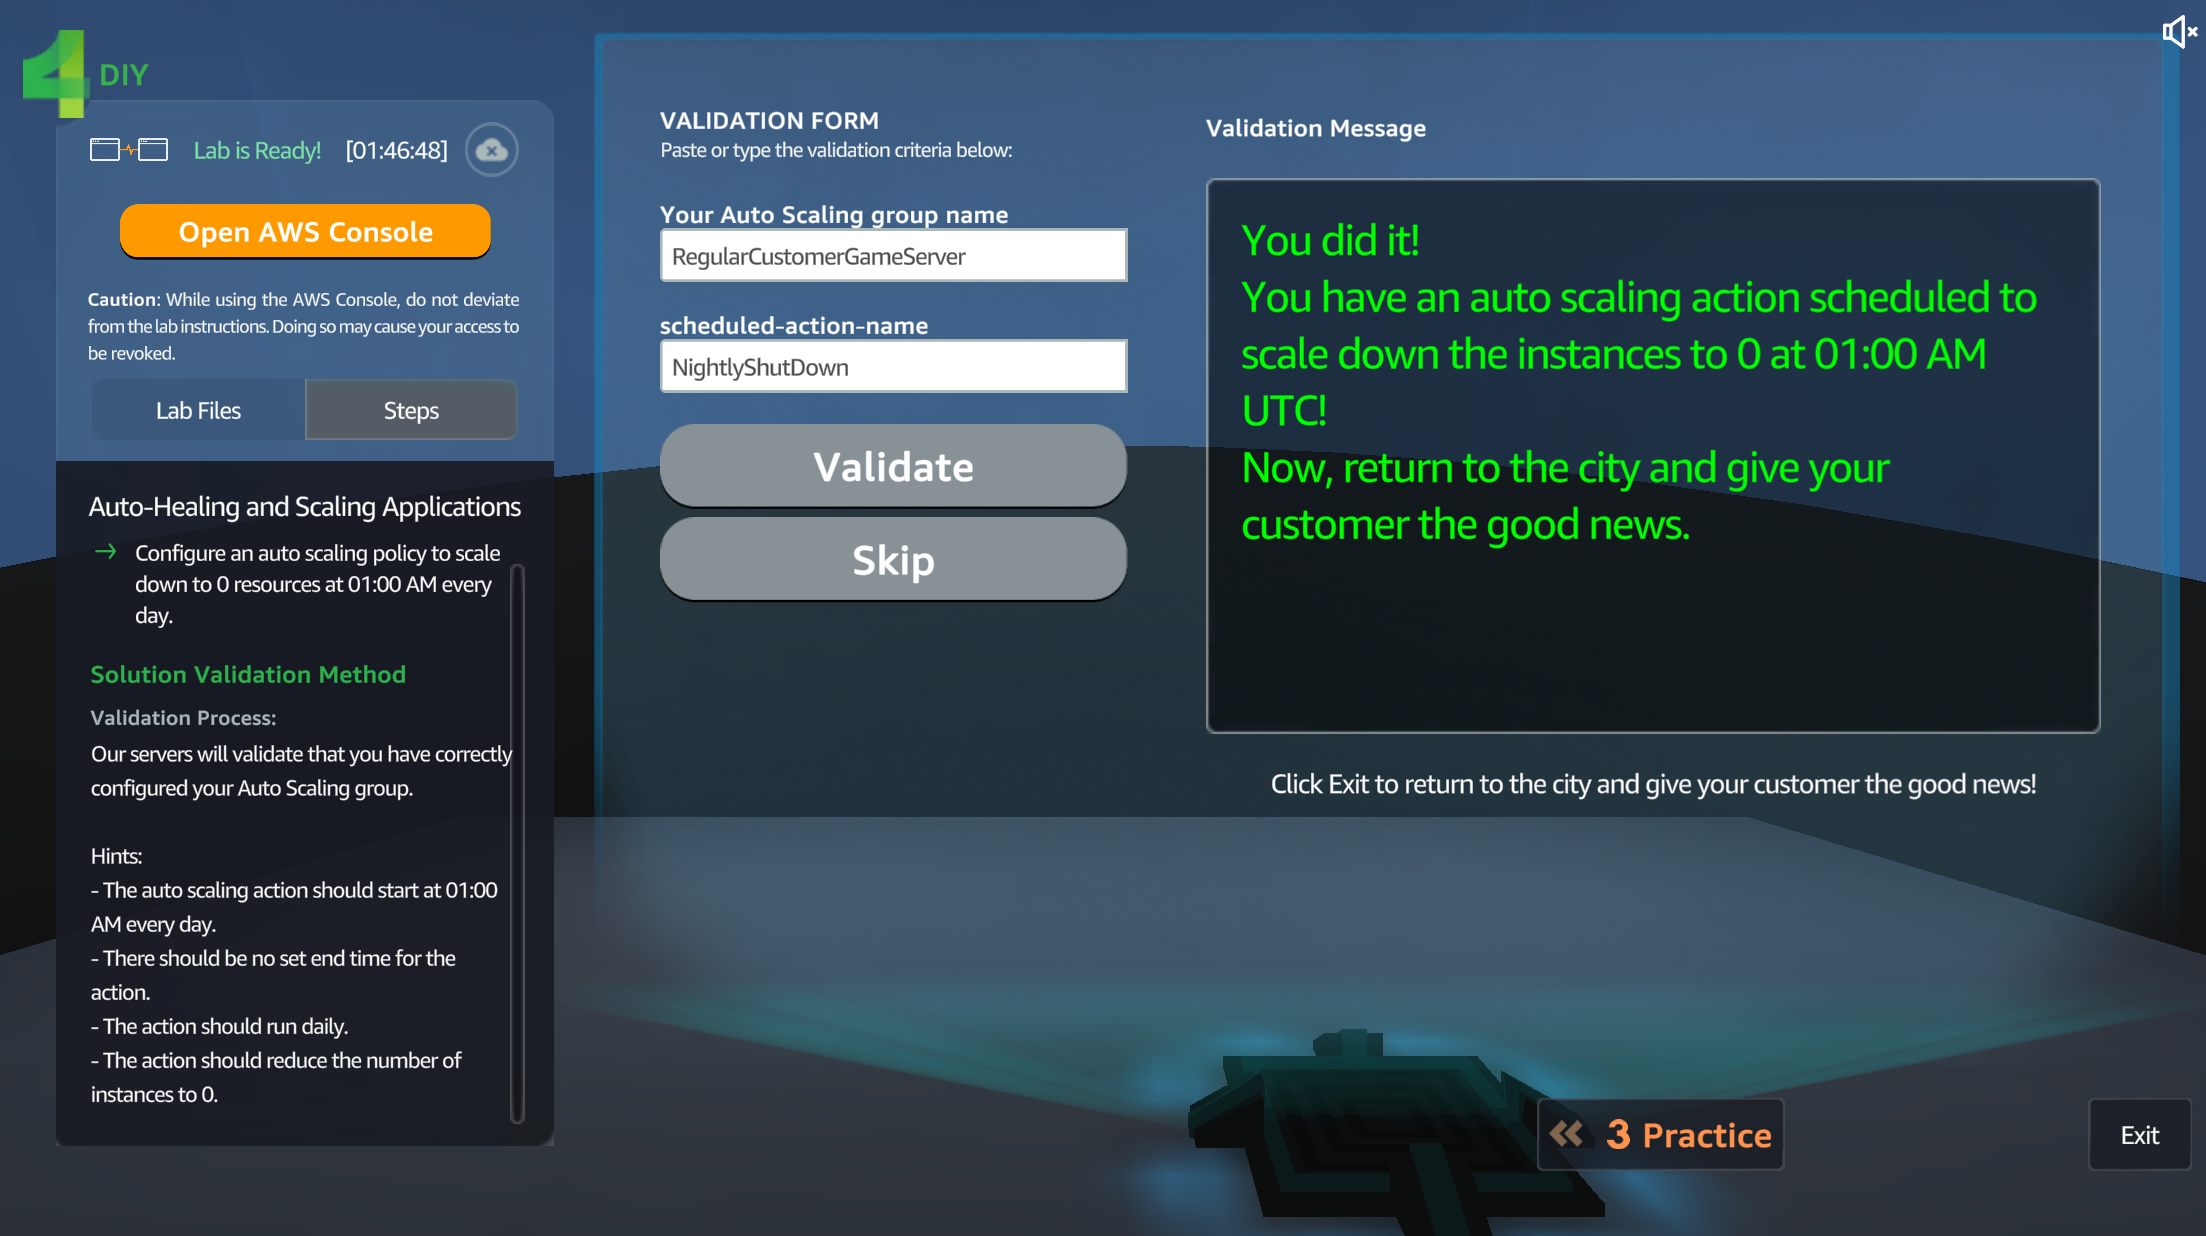 4 DIY
Lab is Ready! [01:46:48]
Open AWS Console
Caution: While using the AWS Console, do not deviate
from the lab instructions. Doing so may cause your access to
be revoked.
Lab Files Steps
Auto-Healing and Scaling Applications
→ Configure an auto scaling policy to scale
down to 0 resources at 01:00 AM every
day.
Solution Validation Method
Validation Process:
Our servers will validate that you have correctly
configured your Auto Scaling group.
Hints:
- The auto scaling action should start at 01:00
AM every day.
- There should be no set end time for the
action.
- The action should run daily.
- The action should reduce the number of
instances to 0.
VALIDATION FORM
Paste or type the validation criteria below:
Your Auto Scaling group name
RegularCustomerGameServer
scheduled-action-name
NightlyShutDown
Validate
Skip
Validation Message
You did it!
You have an auto scaling action scheduled to
scale down the instances to 0 at 01:00 AM
UTC!
Now, return to the city and give your
customer the good news.
Click Exit to return to the city and give your customer the good news!
3 Practice
Exit